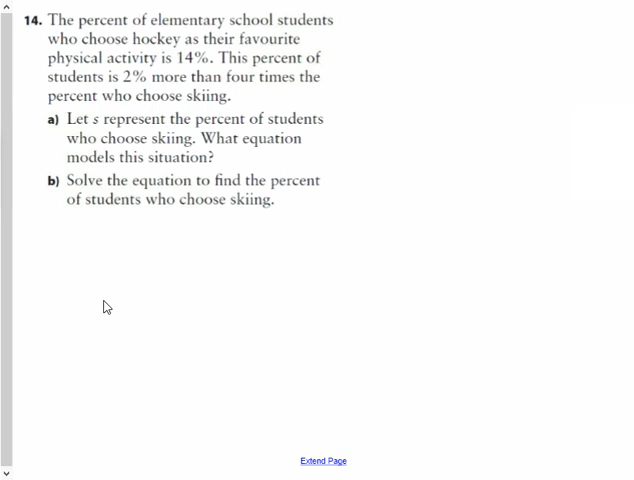 14. The percent of elementary school students
who choose hockey as their favourite
physical activity is 14%. This percent of
students is 2% more than four times the
percent who choose skiing.
a) Let s represent the percent of students
who choose skiing. What equation
models this situation?
b) Solve the equation to find the percent
of students who choose skiing.
Extend Page